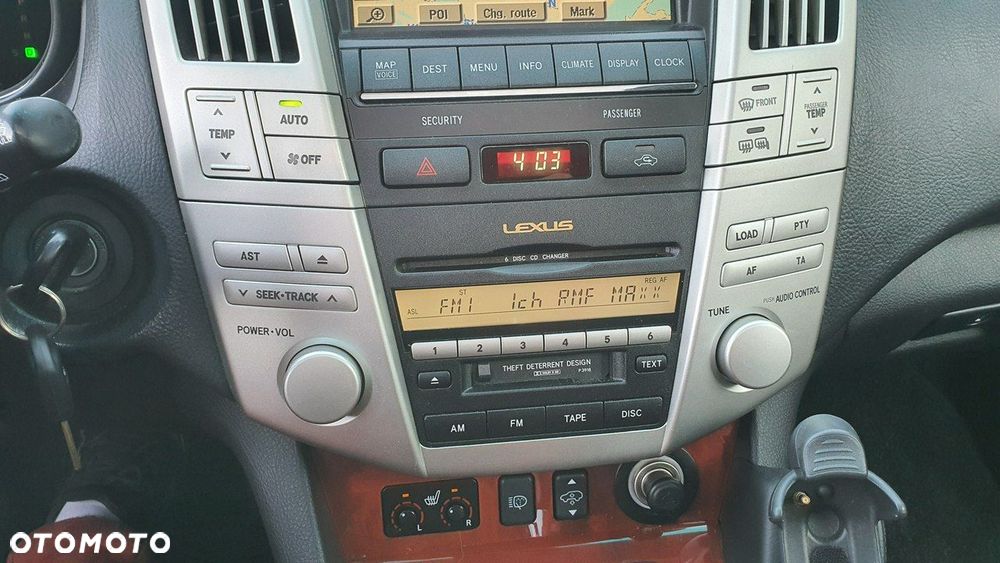 POI Chg. route Mark
MAP VOICE DEST MENU INFO CLIMATE DISPLAY CLOCK
SECURITY PASSENGER
TEMP AUTO OFF
FRONT PASSENGER TEMP
4:03
LEXUS
6 DISC CD CHANGER
AST
SEEK·TRACK
LOAD PTY
AF TA
PUSH AUDIO CONTROL
ST REG AF
ASL FM1 1ch RMF MAXX
POWER·VOL
TUNE
1 2 3 4 5 6
THEFT DETERRENT DESIGN
P3918
TEXT
AM FM TAPE DISC
L R
OTOMOTO